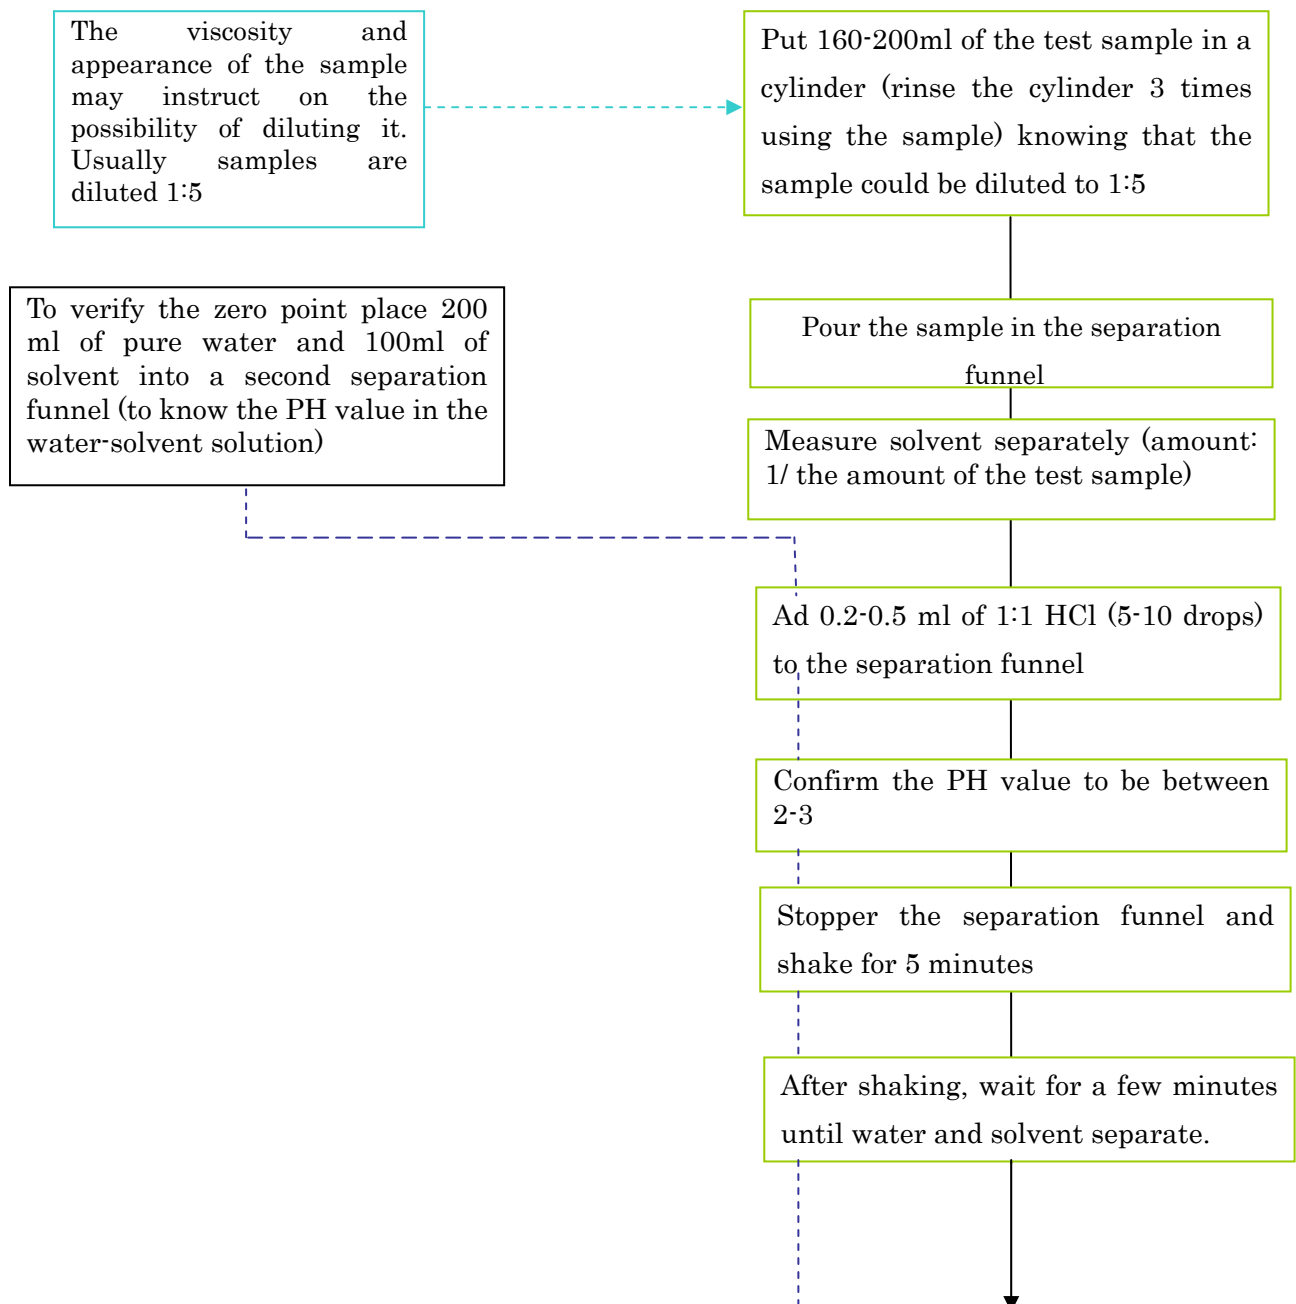 The viscosity and
appearance of the sample
may instruct on the
possibility of diluting it.
Usually samples are
diluted 1:5
Put 160-200ml of the test sample in a
cylinder (rinse the cylinder 3 times
using the sample) knowing that the
sample could be diluted to 1:5
To verify the zero point place 200
ml of pure water and 100ml of
solvent into a second separation
funnel (to know the PH value in the
water-solvent solution)
Pour the sample in the separation
funnel
Measure solvent separately (amount:
1/ the amount of the test sample)
Ad 0.2-0.5 ml of 1:1 HCl (5-10 drops)
to the separation funnel
Confirm the PH value to be between
2-3
Stopper the separation funnel and
shake for 5 minutes
After shaking, wait for a few minutes
until water and solvent separate.